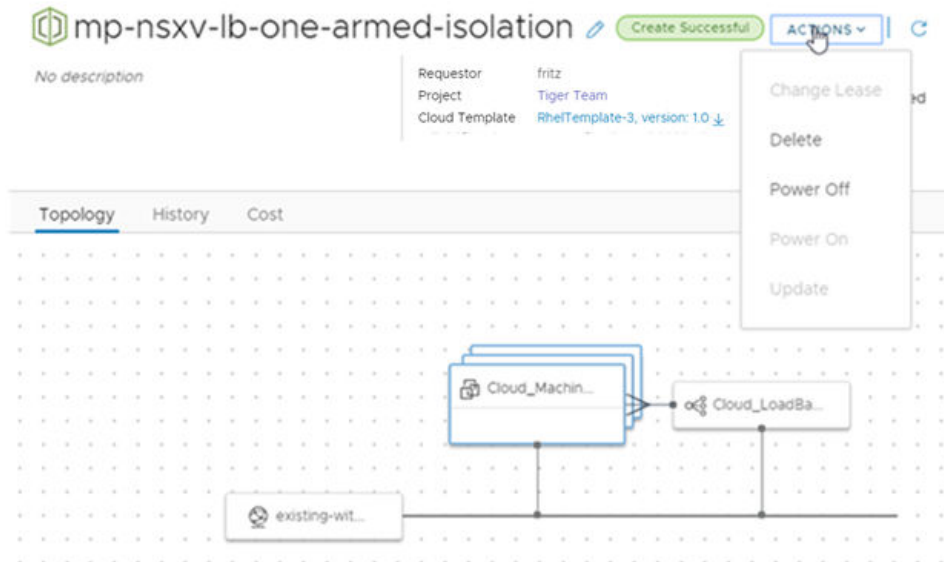 mp-nsxv-lb-one-armed-isolation
Create Successful
ACTIONS
No description
Requestor fritz
Project Tiger Team
Cloud Template RhelTemplate-3, version: 1.0
Change Lease
Delete
Power Off
Power On
Update
Topology History Cost
Cloud_Machin...
Cloud_LoadBa...
existing-wit...